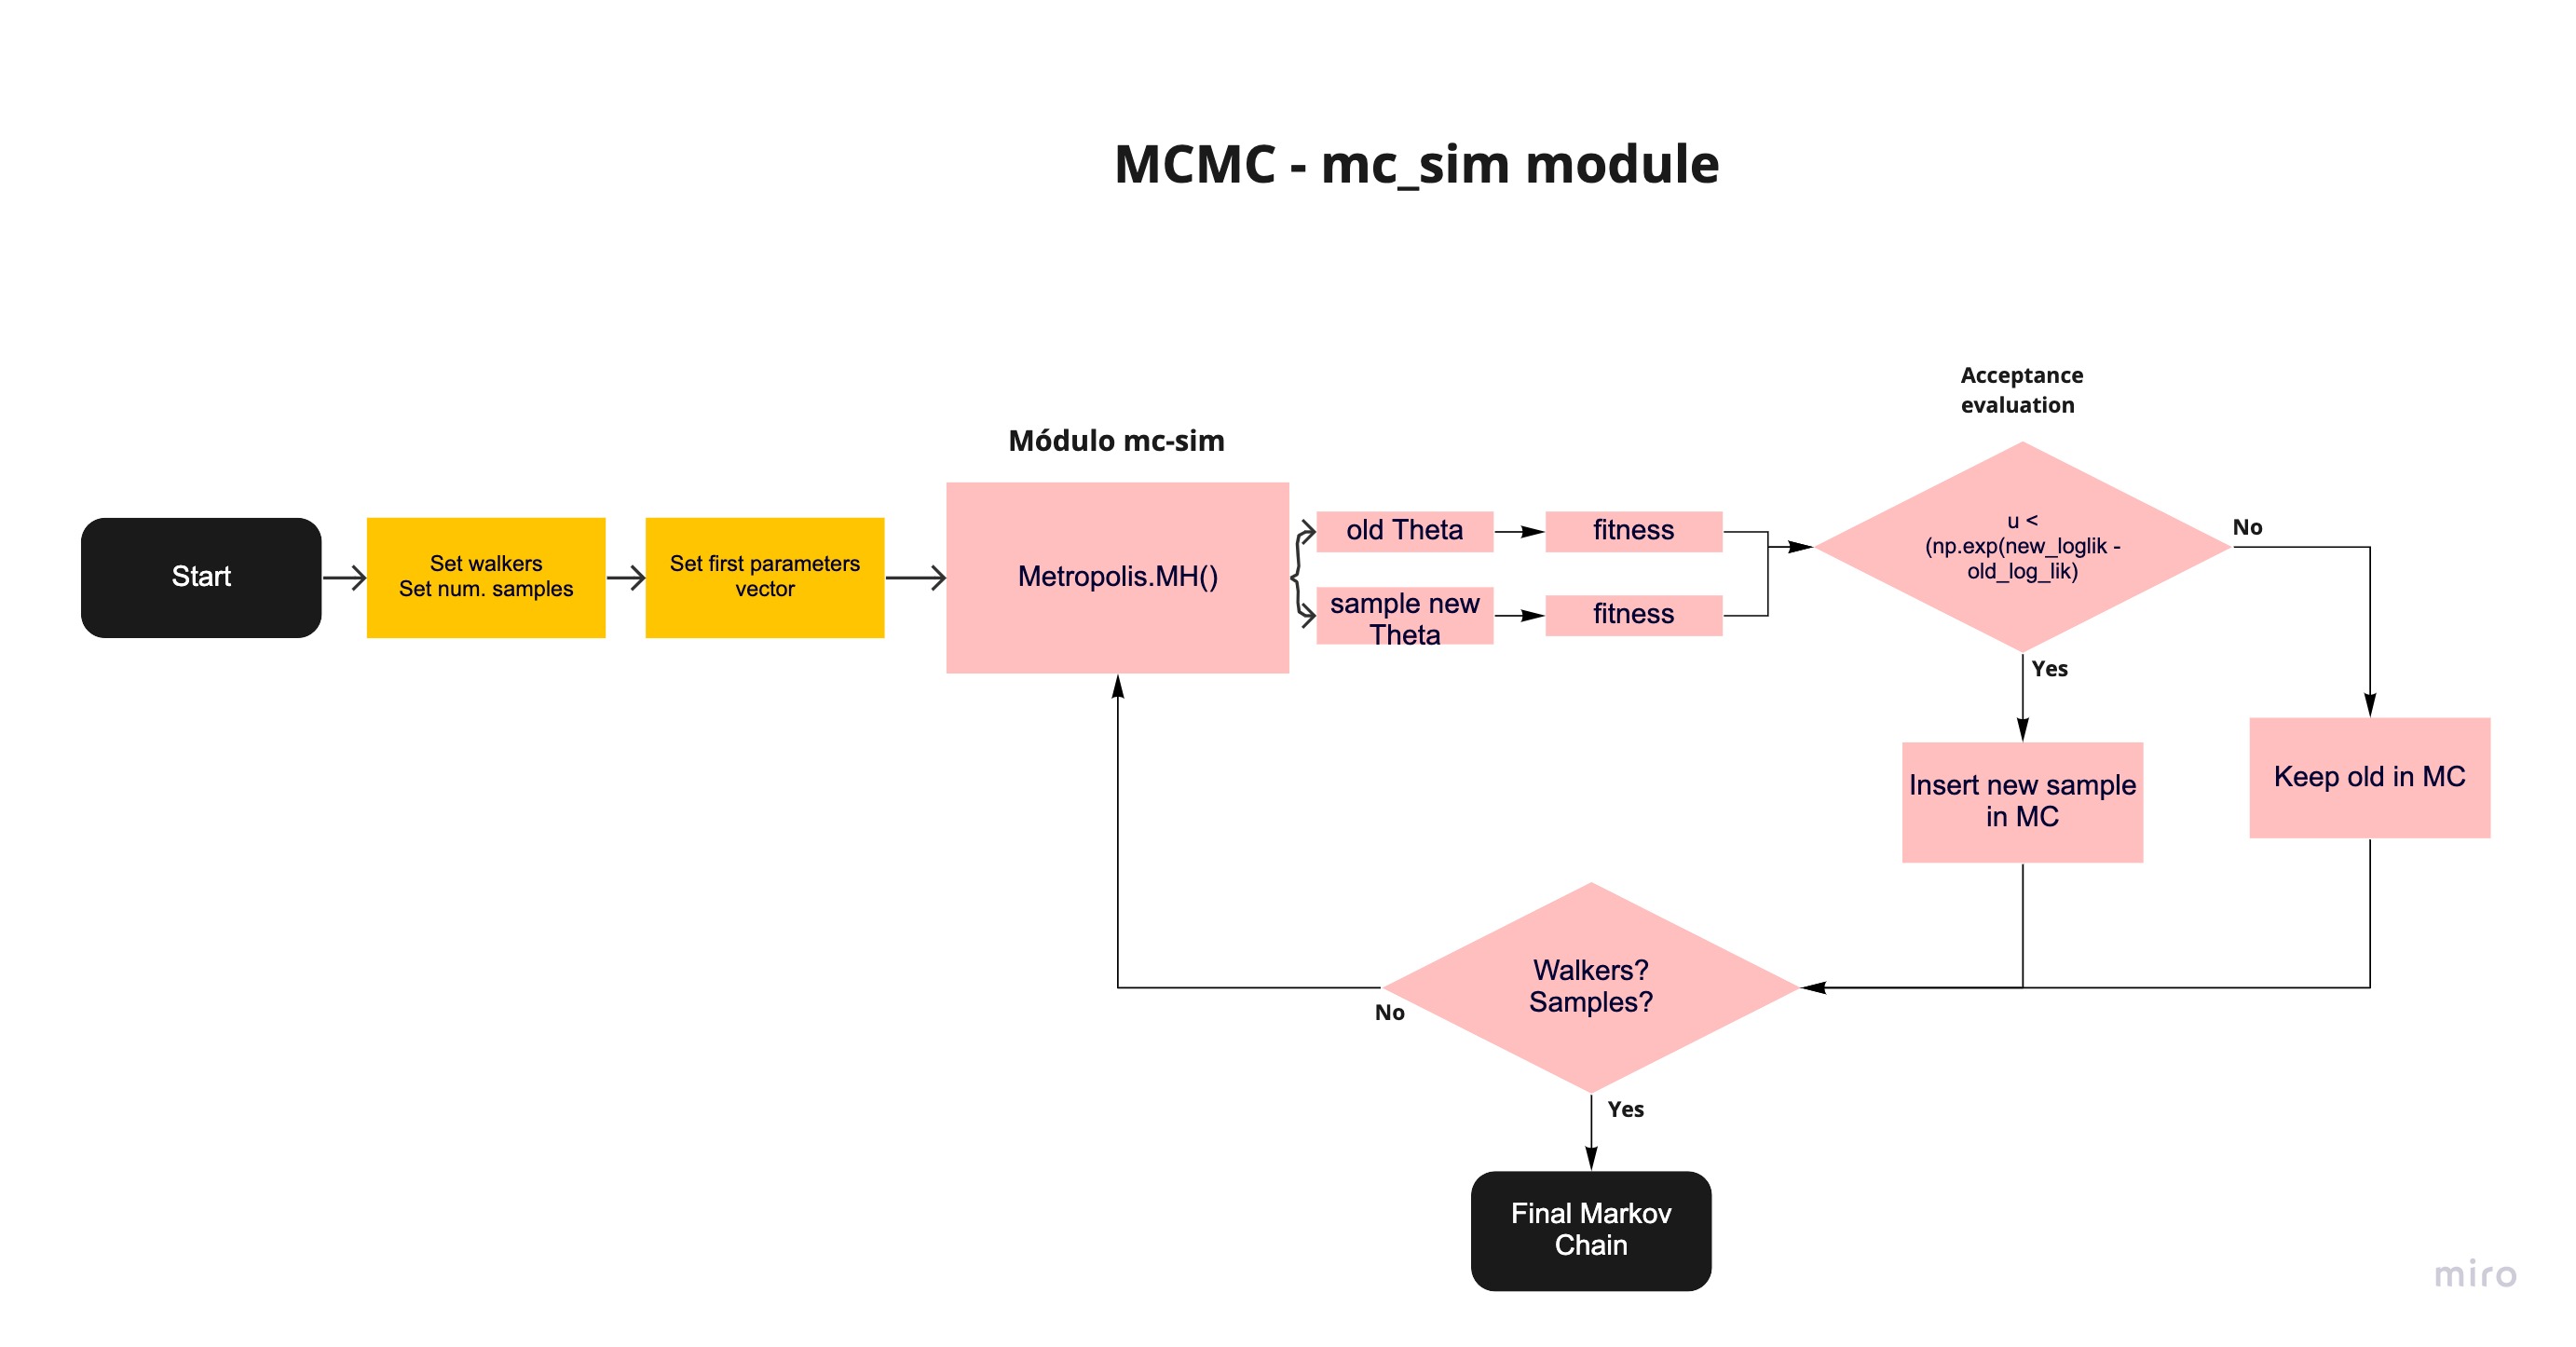 MCMC - mc_sim module
Acceptance
evaluation
Módulo mc-sim
Start
Set walkers
Set num. samples
Set first parameters
vector
Metropolis.MH()
old Theta
fitness
sample new
Theta
fitness
u <
(np.exp(new_loglik -
old_log_lik)
No
Yes
Insert new sample
in MC
Keep old in MC
Walkers?
Samples?
No
Yes
Final Markov
Chain
miro